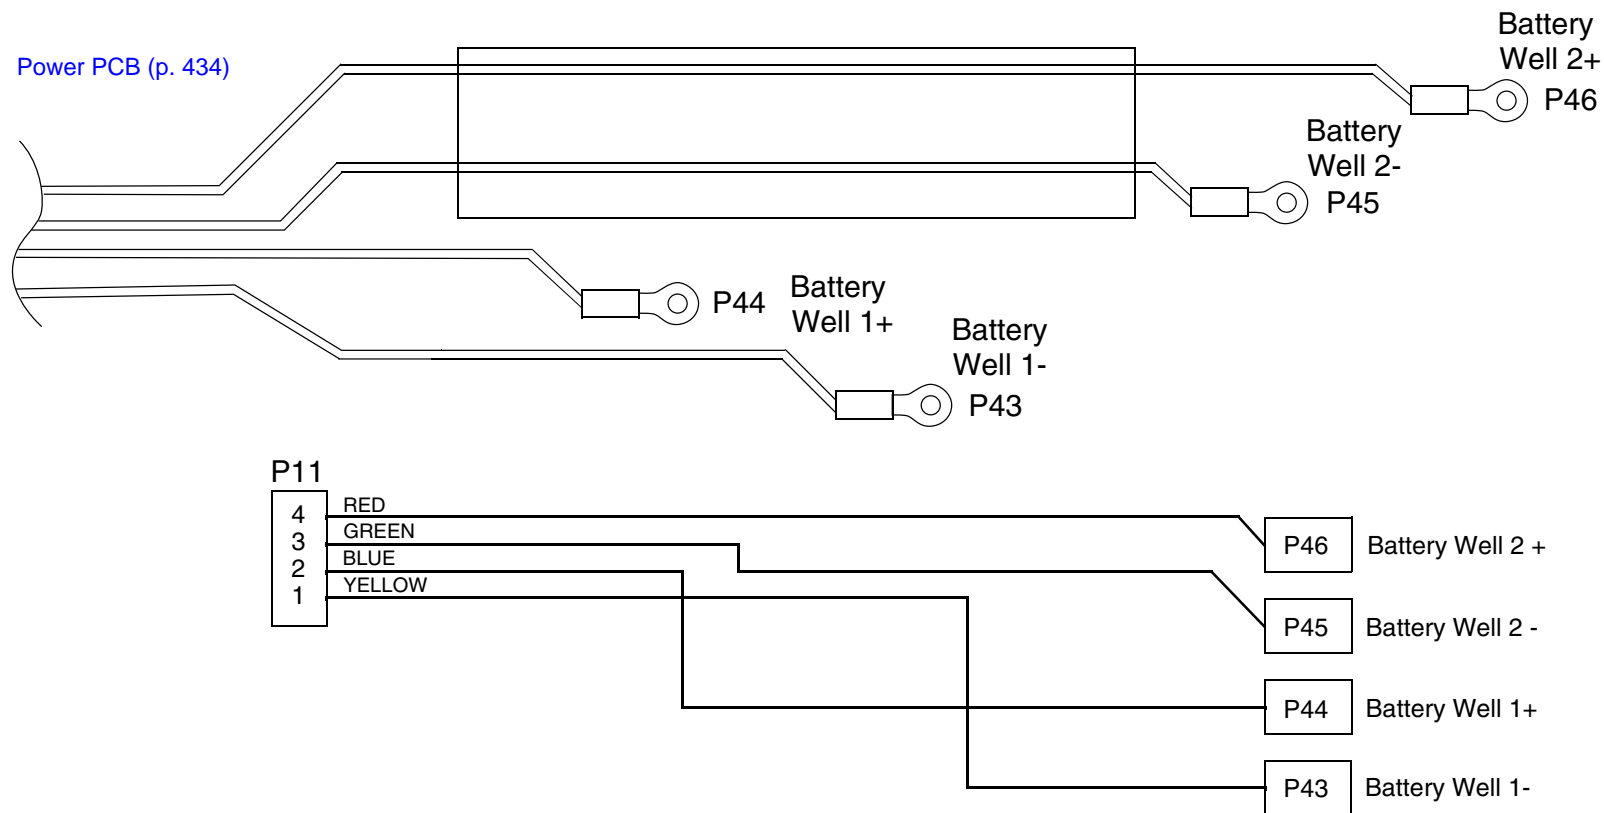 Power PCB (p. 434)
Battery
Well 2+
P46
Battery
Well 2-
P45
P44
Battery
Well 1+
Battery
Well 1-
P43
P11
4
RED
3
GREEN
2
BLUE
1
YELLOW
P46
Battery Well 2 +
P45
Battery Well 2 -
P44
Battery Well 1+
P43
Battery Well 1-